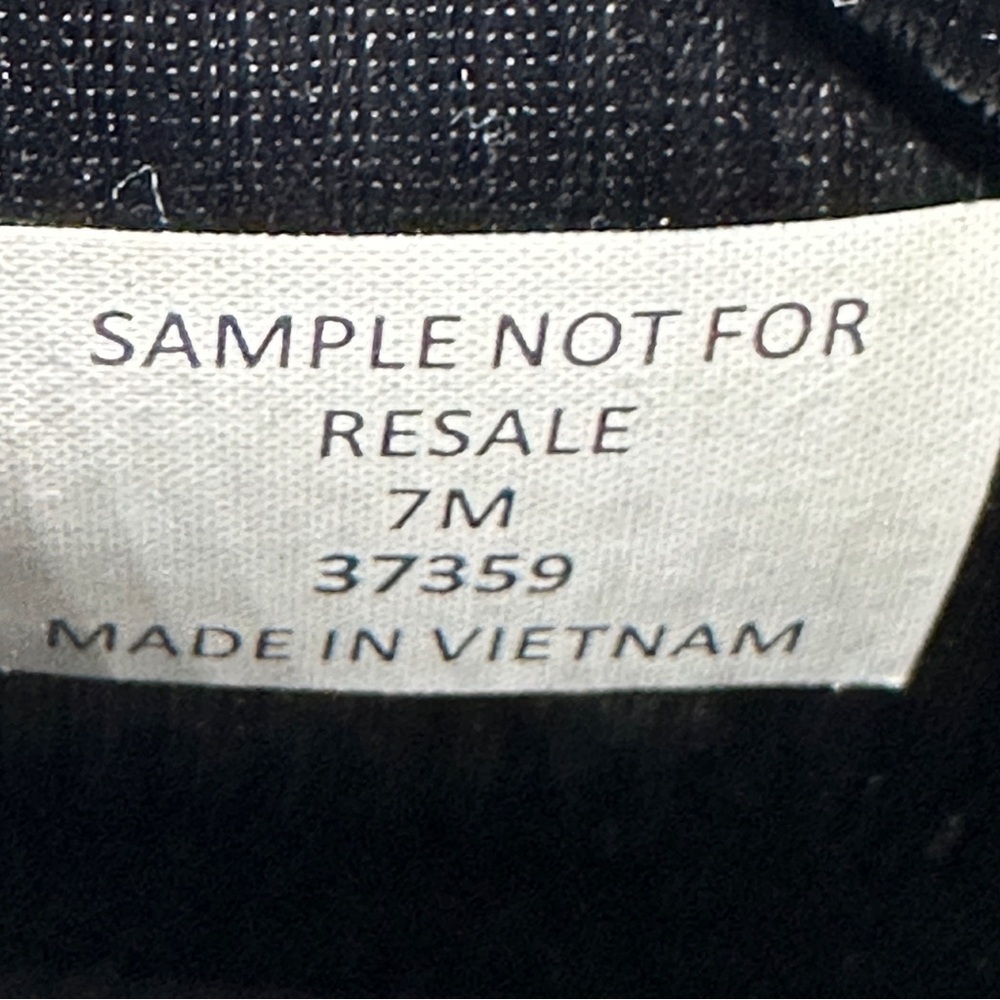 SAMPLE NOT FOR
RESALE
7M
37359
MADE IN VIETNAM